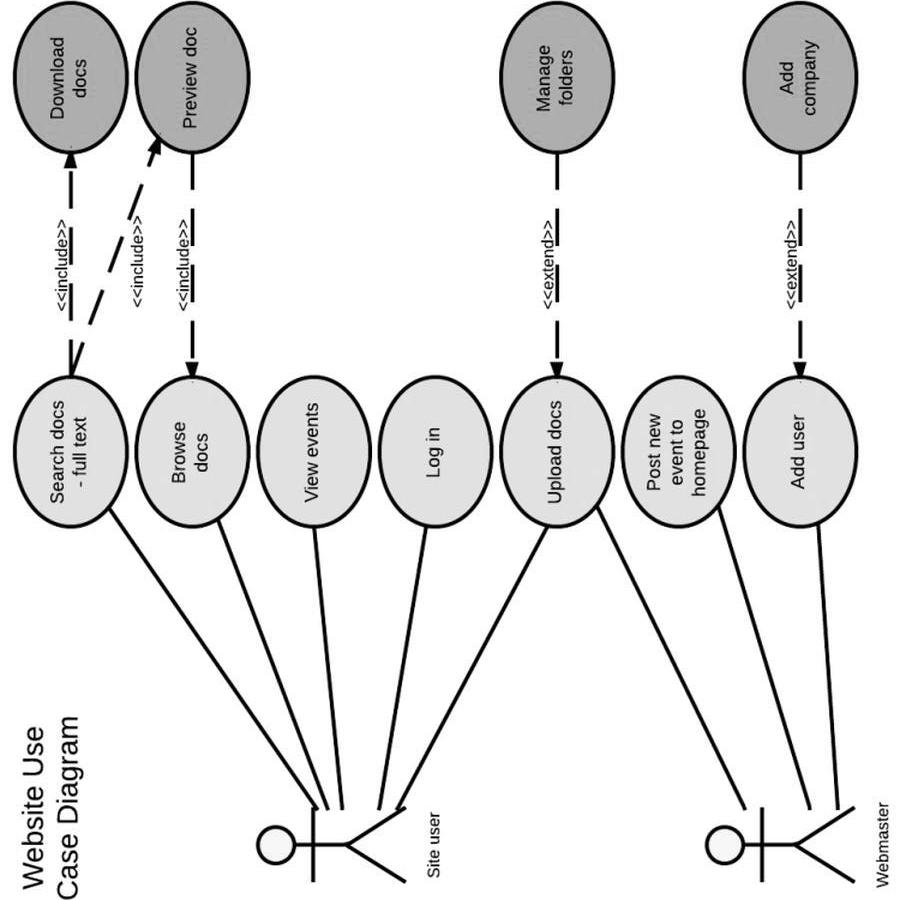 Website Use
Case Diagram
Search docs
- full text
<<include>>
Download
docs
<<include>>
Preview doc
Browse
docs
<<include>>
View events
Log in
Upload docs
<<extend>>
Manage
folders
Post new
event to
homepage
Add user
<<extend>>
Add
company
Site user
Webmaster